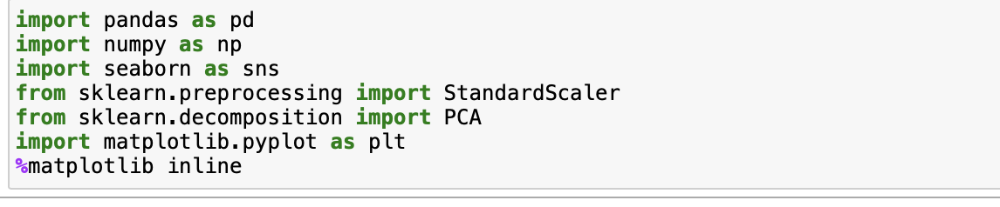 import pandas as pd
import numpy as np
import seaborn as sns
from sklearn.preprocessing import StandardScaler
from sklearn.decomposition import PCA
import matplotlib.pyplot as plt
%matplotlib inline